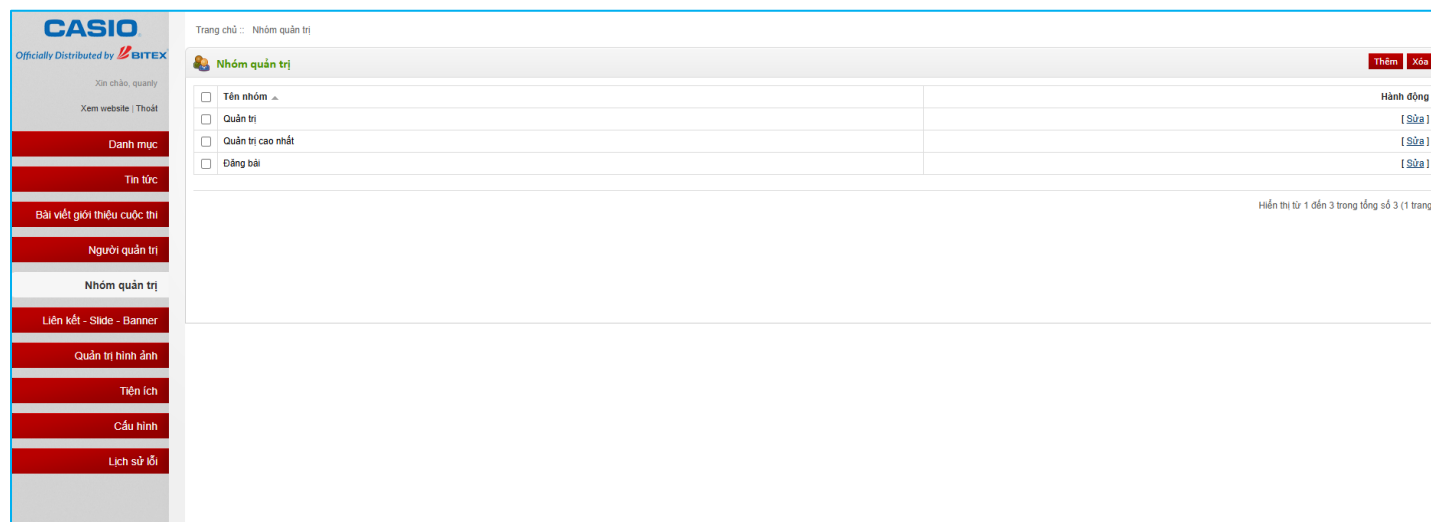 CASIO
Officially Distributed by BITEX
Xin chào, quanly
Xem website | Thoát
Danh mục
Tin tức
Bài viết giới thiệu cuộc thi
Người quản trị
Nhóm quản trị
Liên kết - Slide - Banner
Quản trị hình ảnh
Tiện ích
Cấu hình
Lịch sử lỗi
Trang chủ :: Nhóm quản trị
Nhóm quản trị
Thêm Xóa
Tên nhóm Hành động
Quản trị [ Sửa ]
Quản trị cao nhất [ Sửa ]
Đăng bài [ Sửa ]
Hiển thị từ 1 đến 3 trong tổng số 3 (1 trang